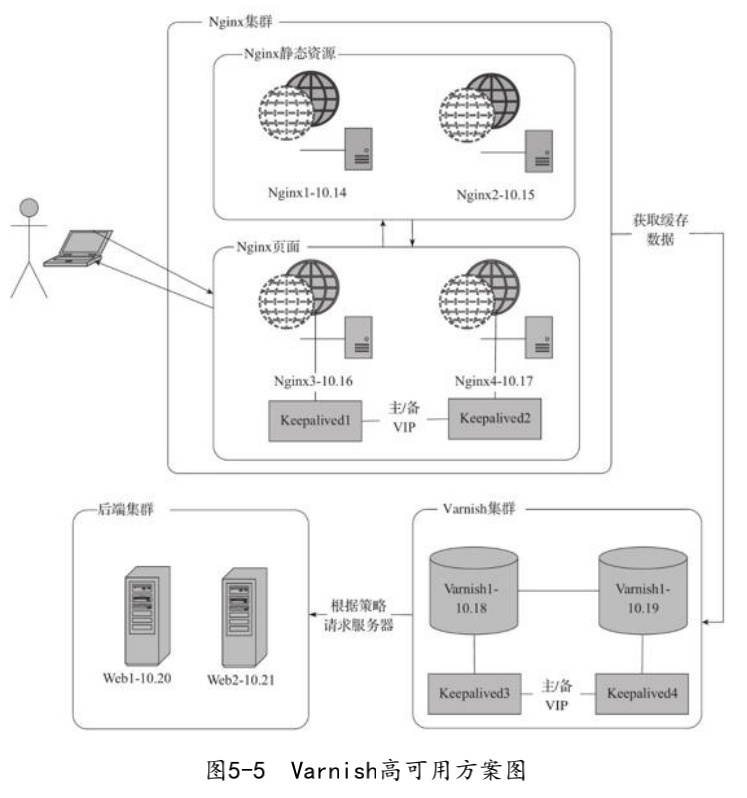 Nginx集群
Nginx静态资源
Nginx1-10.14
Nginx2-10.15
Nginx页面
Nginx3-10.16
Nginx4-10.17
Keepalived1
主/备
VIP
Keepalived2
获取缓存
数据
后端集群
Web1-10.20
Web2-10.21
根据策略
请求服务器
Varnish集群
Varnish1-
10.18
Varnish1-
10.19
Keepalived3
主/备
VIP
Keepalived4
图5-5 Varnish高可用方案图